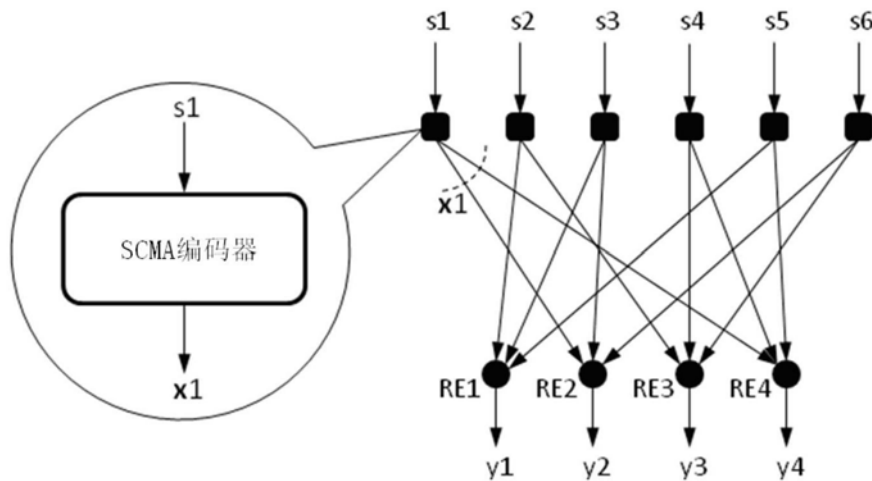 s1 s2 s3 s4 s5 s6
s1
x1
SCMA编码器
x1
RE1 RE2 RE3 RE4
y1 y2 y3 y4